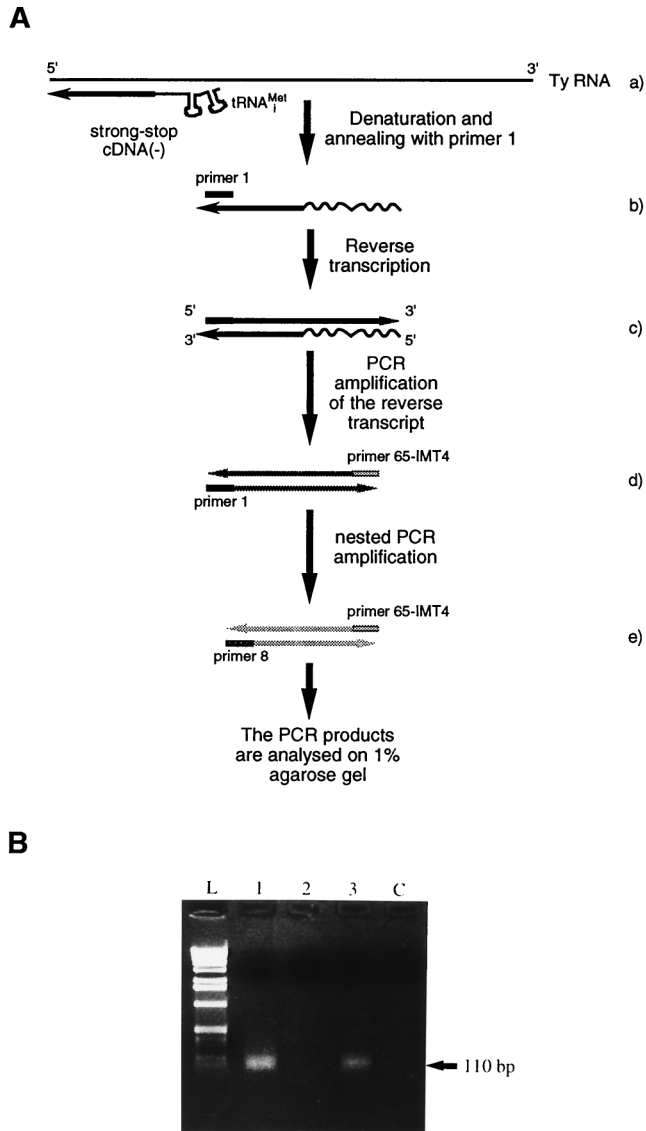 A
5' 3'
Ty RNA a)
tRNA i Met
strong-stop
cDNA(-)
Denaturation and
annealing with primer 1
primer 1
b)
Reverse
transcription
5' 3'
3' 5'
c)
PCR
amplification
of the reverse
transcript
primer 65-IMT4
d)
primer 1
nested PCR
amplification
primer 65-IMT4
e)
primer 8
The PCR products
are analysed on 1%
agarose gel
B
L 1 2 3 C
110 bp